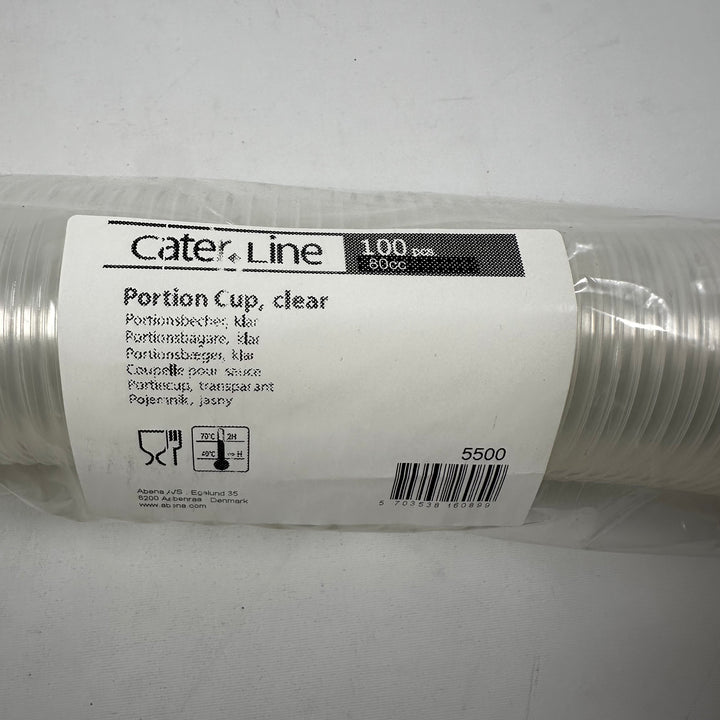 Cater Line
100 pcs
60cc
Portion Cup, clear
Portionsbecher, klar
Portionsbägare, klar
Portionsbæger, klar
Coupelle pour sauce
Portiecup, transparant
Pojemnik, jasny
70°C 2H
40°C ∞ H
5500
Abena A/S . Egelund 35
6200 Aabenraa - Denmark
www.abena.com
5 703538 160899